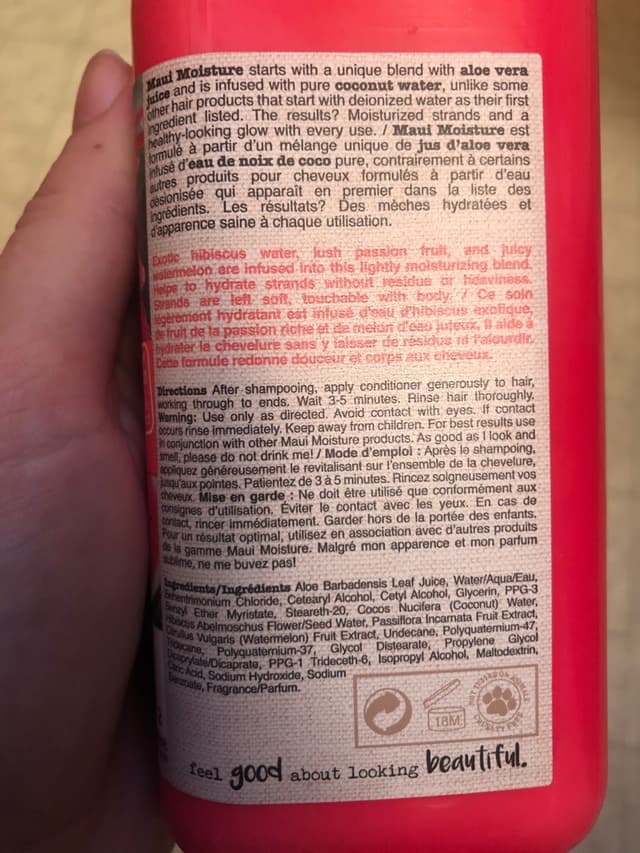 Maui Moisture starts with a unique blend with aloe vera
juice and is infused with pure coconut water, unlike some
other hair products that start with deionized water as their first
ingredient listed. The results? Moisturized strands and a
healthy-looking glow with every use. / Maui Moisture est
formulé à partir d'un mélange unique de jus d'aloe vera
infusé d'eau de noix de coco pure, contrairement à certains
autres produits pour cheveux formulés à partir d'eau
désionisée qui apparaît en premier dans la liste des
ingrédients. Les résultats? Des mèches hydratées et
d'apparence saine à chaque utilisation.
Exotic hibiscus water, lush passion fruit, and juicy
watermelon are infused into this lightly moisturizing blend.
Helps to hydrate strands without residue or heaviness.
Strands are left soft, touchable with body. / Ce soin
légèrement hydratant est infusé d'eau d'hibiscus exotique,
de fruit de la passion riche et de melon d'eau juteux, il aide à
hydrater la chevelure sans y laisser de résidus ni l'alourdir.
Cette formule redonne douceur et corps aux cheveux.
Directions After shampooing, apply conditioner generously to hair,
working through to ends. Wait 3-5 minutes. Rinse hair thoroughly.
Warning: Use only as directed. Avoid contact with eyes. If contact
occurs rinse immediately. Keep away from children. For best results use
in conjunction with other Maui Moisture products. As good as I look and
smell, please do not drink me! / Mode d'emploi : Après le shampoing,
appliquez généreusement le revitalisant sur l'ensemble de la chevelure,
jusqu'aux pointes. Patientez de 3 à 5 minutes. Rincez soigneusement vos
cheveux. Mise en garde : Ne doit être utilisé que conformément aux
consignes d'utilisation. Éviter le contact avec les yeux. En cas de
contact, rincer immédiatement. Garder hors de la portée des enfants.
Pour un résultat optimal, utilisez en association avec d'autres produits
de la gamme Maui Moisture. Malgré mon apparence et mon parfum
sublime, ne me buvez pas!
Ingredients/Ingrédients Aloe Barbadensis Leaf Juice, Water/Aqua/Eau,
Behentrimonium Chloride, Cetearyl Alcohol, Cetyl Alcohol, Glycerin, PPG-3
Benzyl Ether Myristate, Steareth-20, Cocos Nucifera (Coconut) Water,
Hibiscus Abelmoschus Flower/Seed Water, Passiflora Incarnata Fruit Extract,
Citrullus Vulgaris (Watermelon) Fruit Extract, Undecane, Polyquaternium-47,
Tridecane, Polyquaternium-37, Glycol Distearate, Propylene Glycol
Dicaprylate/Dicaprate, PPG-1 Trideceth-6, Isopropyl Alcohol, Maltodextrin,
Citric Acid, Sodium Hydroxide, Sodium
Benzoate, Fragrance/Parfum.
18M
NOT TESTED ON ANIMALS
CRUELTY FREE
feel good about looking beautiful.